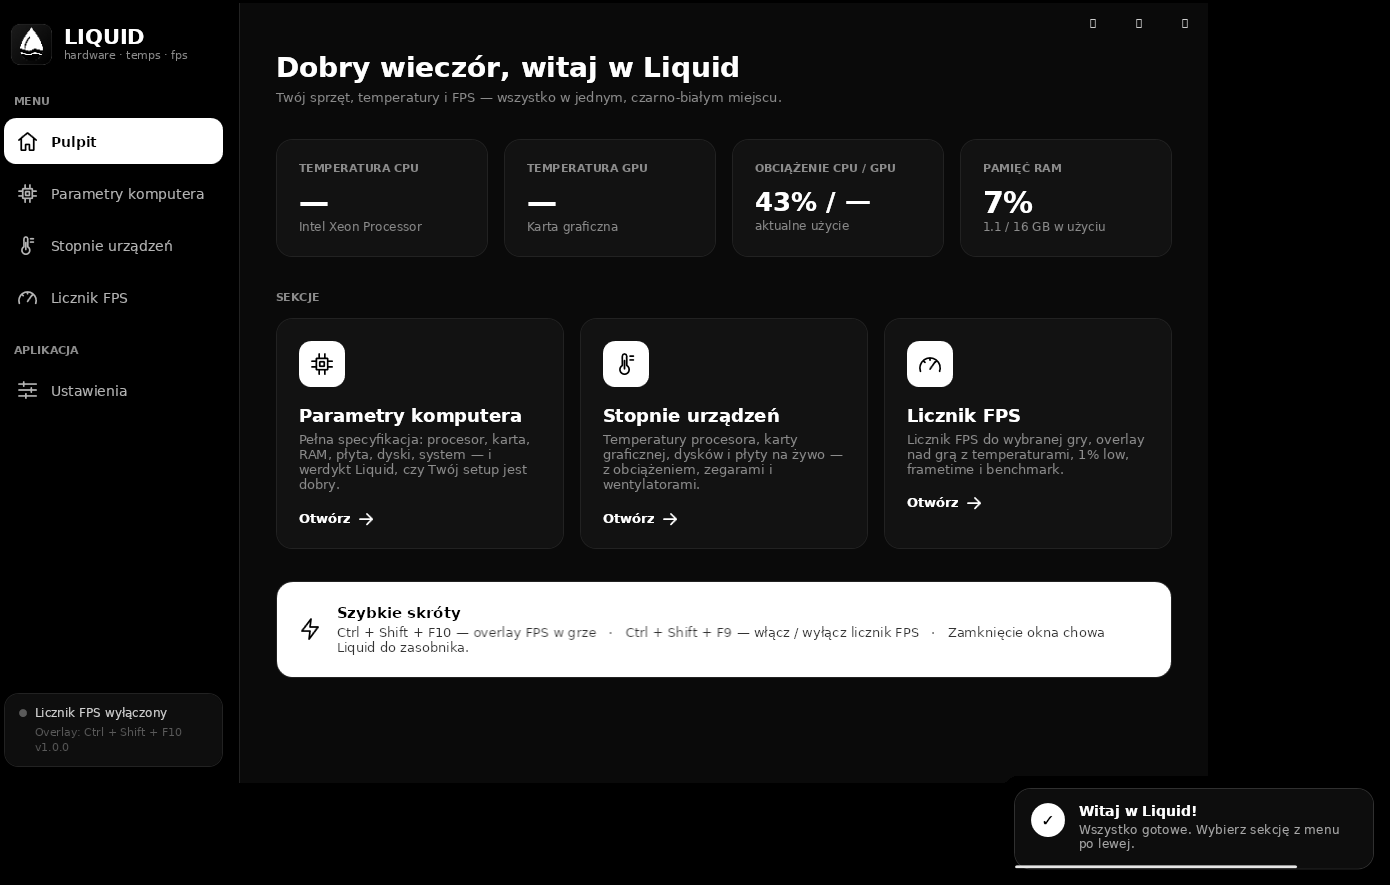 LIQUID
hardware · temps · fps
MENU
Pulpit
Parametry komputera
Stopnie urządzeń
Licznik FPS
APLIKACJA
Ustawienia
Licznik FPS wyłączony
Overlay: Ctrl + Shift + F10
v1.0.0
Dobry wieczór, witaj w Liquid
Twój sprzęt, temperatury i FPS — wszystko w jednym, czarno-białym miejscu.
TEMPERATURA CPU
—
Intel Xeon Processor
TEMPERATURA GPU
—
Karta graficzna
OBCIĄŻENIE CPU / GPU
43% / —
aktualne użycie
PAMIĘĆ RAM
7%
1.1 / 16 GB w użyciu
SEKCJE
Parametry komputera
Pełna specyfikacja: procesor, karta,
RAM, płyta, dyski, system — i
werdykt Liquid, czy Twój setup jest
dobry.
Otwórz
Stopnie urządzeń
Temperatury procesora, karty
graficznej, dysków i płyty na żywo —
z obciążeniem, zegarami i
wentylatorami.
Otwórz
Licznik FPS
Licznik FPS do wybranej gry, overlay
nad grą z temperaturami, 1% low,
frametime i benchmark.
Otwórz
Szybkie skróty
Ctrl + Shift + F10 — overlay FPS w grze · Ctrl + Shift + F9 — włącz / wyłącz licznik FPS · Zamknięcie okna chowa
Liquid do zasobnika.
Witaj w Liquid!
Wszystko gotowe. Wybierz sekcję z menu
po lewej.